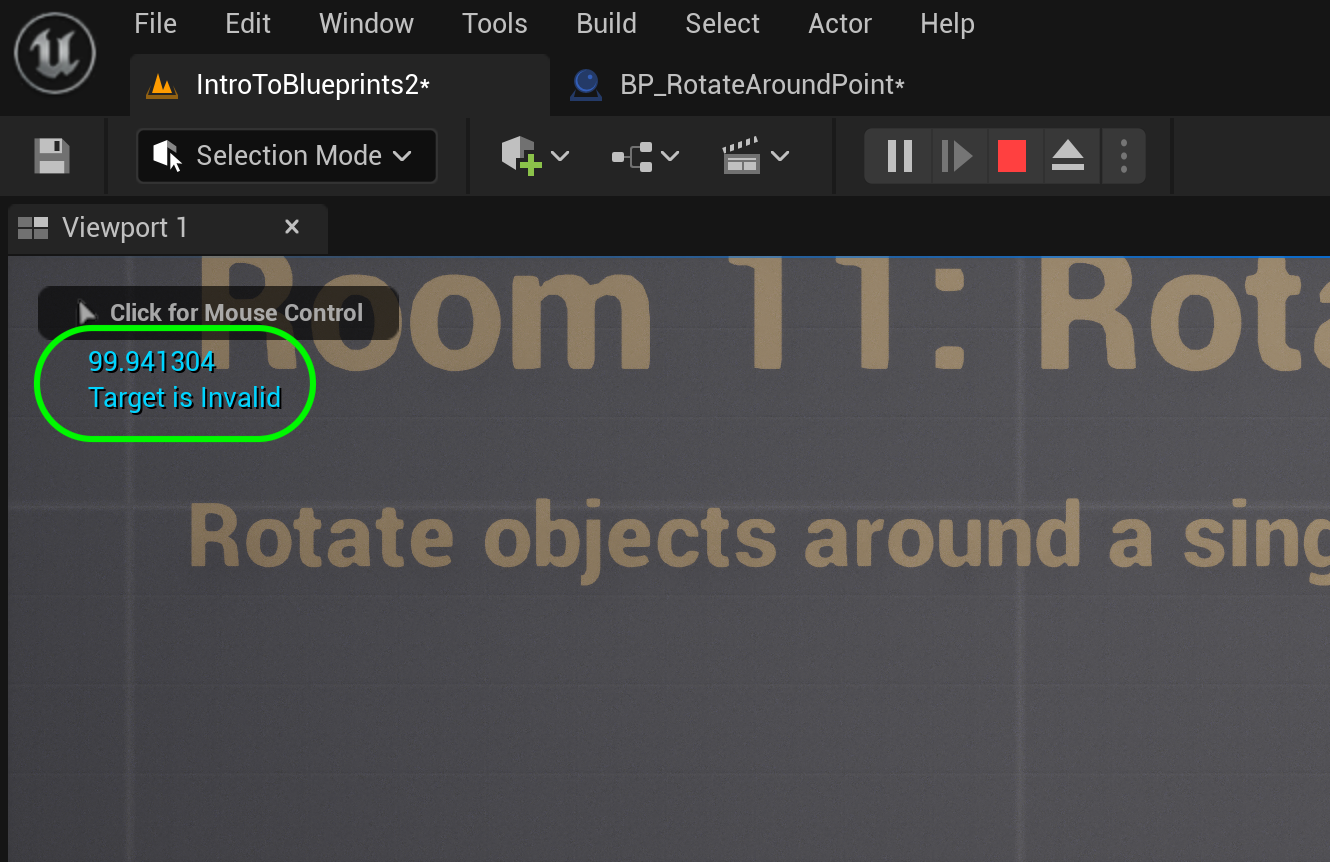 File Edit Window Tools Build Select Actor Help
IntroToBlueprints2* BP_RotateAroundPoint*
Selection Mode
Viewport 1
Room 11: Rota
Click for Mouse Control
99.941304
Target is Invalid
Rotate objects around a sing